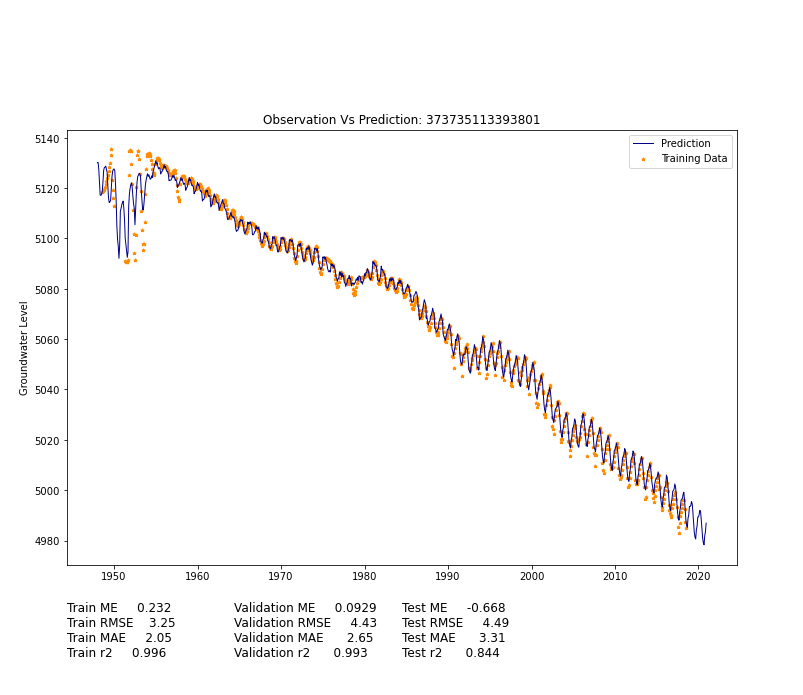 Observation Vs Prediction: 373735113393801
Prediction
Training Data
Groundwater Level
5140
5120
5100
5080
5060
5040
5020
5000
4980
1950 1960 1970 1980 1990 2000 2010 2020
Train ME 0.232 Validation ME 0.0929 Test ME -0.668
Train RMSE 3.25 Validation RMSE 4.43 Test RMSE 4.49
Train MAE 2.05 Validation MAE 2.65 Test MAE 3.31
Train r2 0.996 Validation r2 0.993 Test r2 0.844